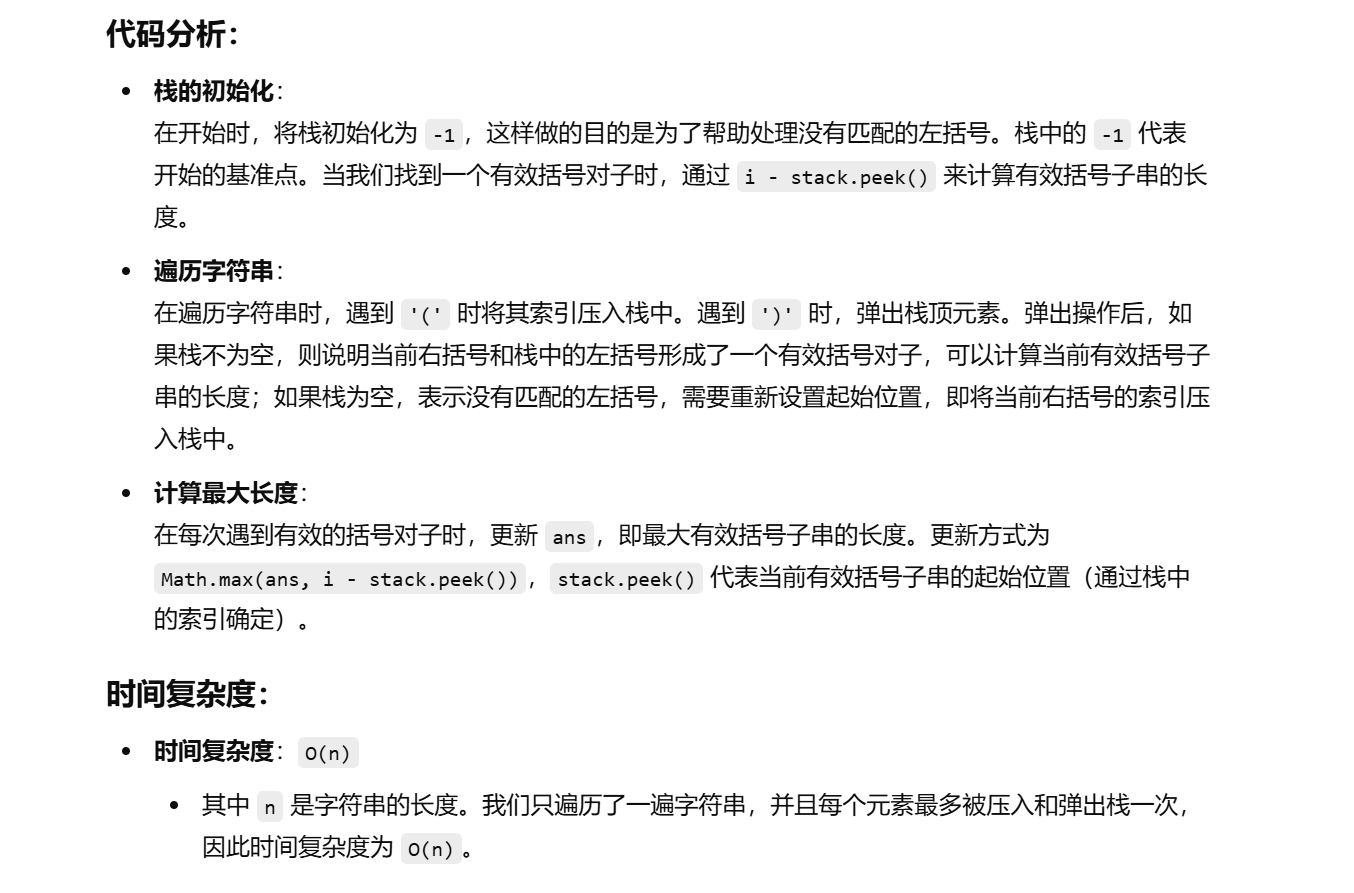 代码分析：
栈的初始化：
在开始时，将栈初始化为 -1，这样做的目的是为了帮助处理没有匹配的左括号。栈中的 -1 代表
开始的基准点。当我们找到一个有效括号对子时，通过 i - stack.peek() 来计算有效括号子串的长
度。
遍历字符串：
在遍历字符串时，遇到 '(' 时将其索引压入栈中。遇到 ')' 时，弹出栈顶元素。弹出操作后，如
果栈不为空，则说明当前右括号和栈中的左括号形成了一个有效括号对子，可以计算当前有效括号子
串的长度；如果栈为空，表示没有匹配的左括号，需要重新设置起始位置，即将当前右括号的索引压
入栈中。
计算最大长度：
在每次遇到有效的括号对子时，更新 ans，即最大有效括号子串的长度。更新方式为
Math.max(ans, i - stack.peek())，stack.peek() 代表当前有效括号子串的起始位置（通过栈中
的索引确定）。
时间复杂度：
时间复杂度：O(n)
其中 n 是字符串的长度。我们只遍历了一遍字符串，并且每个元素最多被压入和弹出栈一次，
因此时间复杂度为 O(n)。